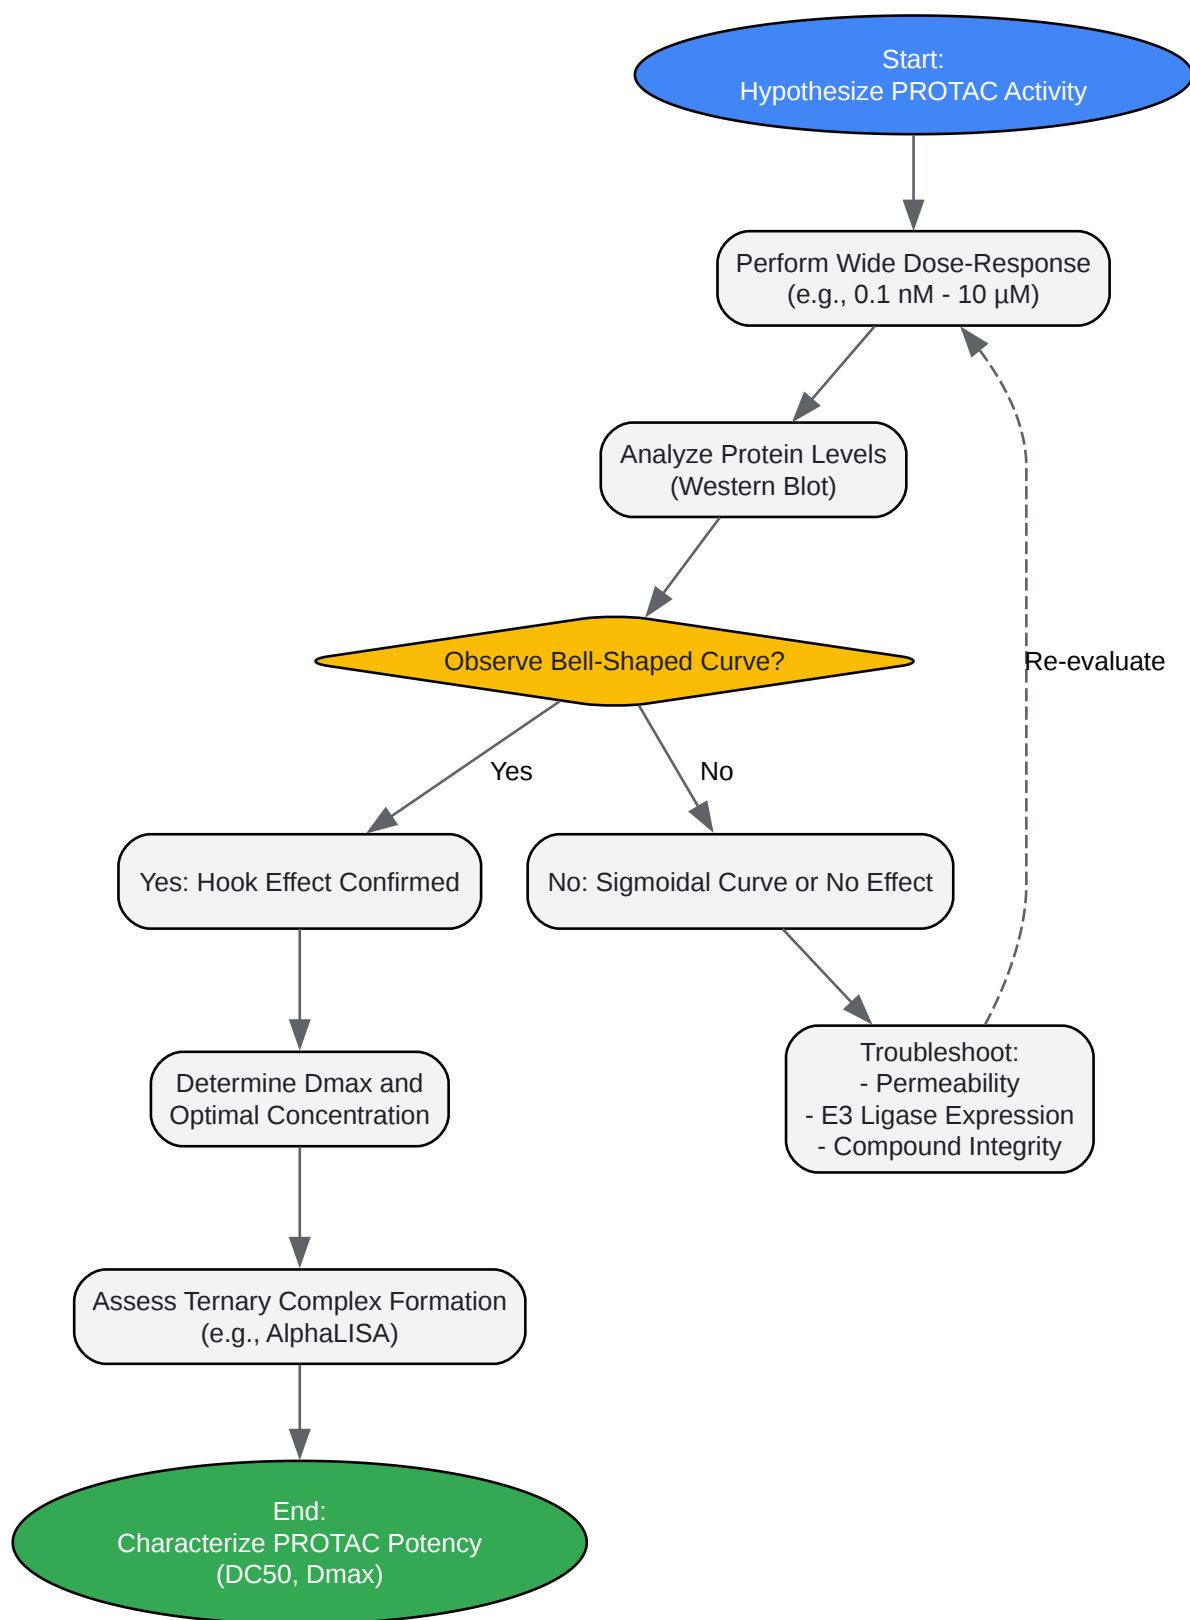 Start:
Hypothesize PROTAC Activity
Perform Wide Dose-Response
(e.g., 0.1 nM - 10 µM)
Analyze Protein Levels
(Western Blot)
Observe Bell-Shaped Curve?
Re-evaluate
Yes
No
Yes: Hook Effect Confirmed
No: Sigmoidal Curve or No Effect
Determine Dmax and
Optimal Concentration
Troubleshoot:
- Permeability
- E3 Ligase Expression
- Compound Integrity
Assess Ternary Complex Formation
(e.g., AlphaLISA)
End:
Characterize PROTAC Potency
(DC50, Dmax)